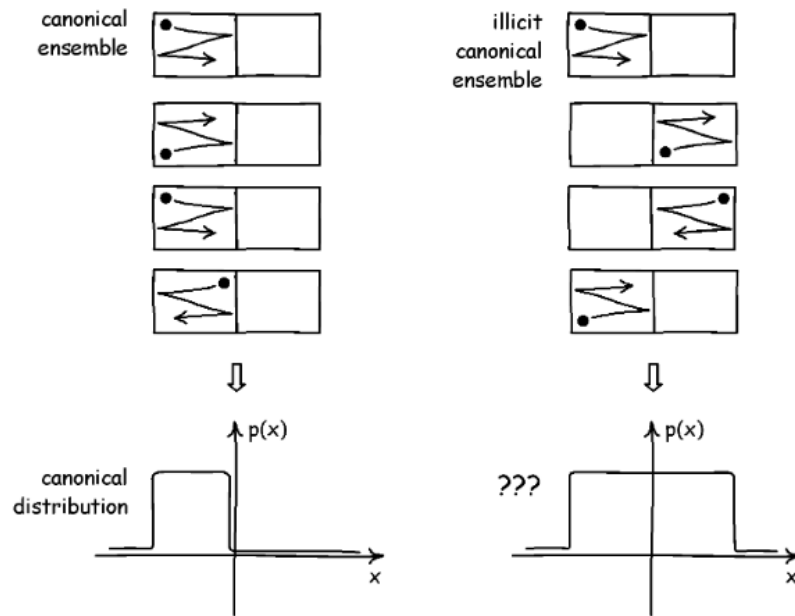 canonical
ensemble
illicit
canonical
ensemble
p(x)
canonical
distribution
x
p(x)
???
x